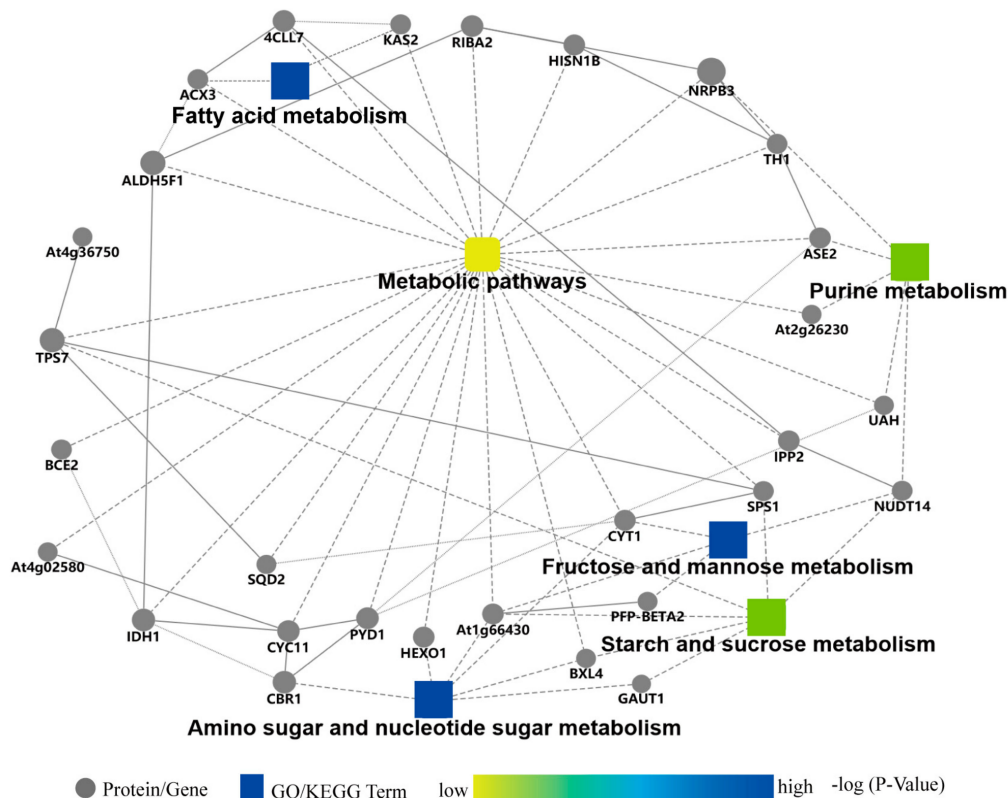 4CLL7
KAS2
RIBA2
HISN1B
NRPB3
ACX3
Fatty acid metabolism
TH1
ALDH5F1
At4g36750
ASE2
Metabolic pathways
Purine metabolism
At2g26230
TPS7
UAH
BCE2
IPP2
SPS1
NUDT14
CYT1
Fructose and mannose metabolism
At4g02580
SQD2
PFP-BETA2
IDH1
CYC11
PYD1
At1g66430
HEXO1
Starch and sucrose metabolism
BXL4
CBR1
GAUT1
Amino sugar and nucleotide sugar metabolism
Protein/Gene
GO/KEGG Term
low
high
-log (P-Value)